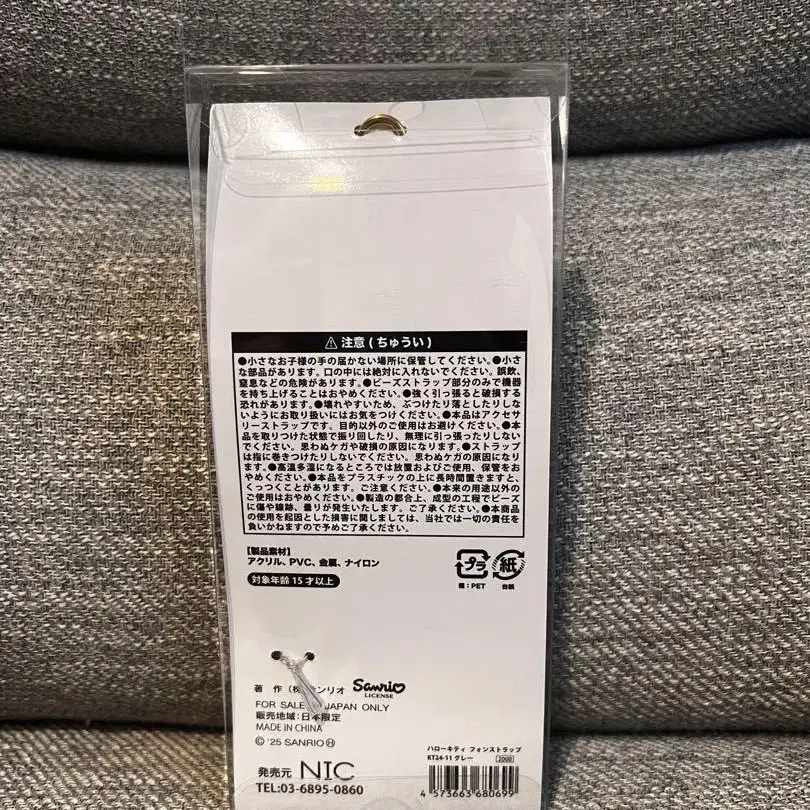 ⚠ 注意(ちゅうい)
●小さなお子様の手の届かない場所に保管してください。●小さ
な部品があります。口の中には絶対に入れないでください。誤飲、
窒息などの危険があります。●ビーズストラップ部分のみで機器
を持ち上げることはおやめください。●強く引っ張ると破損する
恐れがあります。●壊れやすいため、ぶつけたり落としたりしな
いようにお取り扱いにはお気をつけください。●本品はアクセサ
リーストラップです。目的以外のご使用はお避けください。●本
品を取りつけた状態で振り回したり、無理に引っ張ったりしない
でください。思わぬケガや破損の原因になります。●ストラップ
は指に巻きつけたりしないでください。思わぬケガの原因になり
ます。●高温多湿になるところでは放置およびご使用、保管をお
やめください。●本品をプラスチックの上に長時間置きますと、
くっつくことがあります。ご注意ください。●本来の用途以外の
ご使用はおやめください。●製造の都合上、成型の工程でビーズ
に傷や線跡、曇りが発生いたします。ご了承ください。●本商品
の使用を起因とした損害に関しましては、当社では一切の責任を
負いかねますので予めご了承ください。
【製品素材】
アクリル、PVC、金属、ナイロン
対象年齢15才以上
プラ
紙
袋:PET
台紙
著 作 (株)サンリオ
Sanrio
LICENSE
FOR SALE IN JAPAN ONLY
販売地域:日本限定
MADE IN CHINA
© '25 SANRIO Ⓗ
発売元 NIC
TEL:03-6895-0860
ハローキティ フォンストラップ
KT24-11 グレー
2000
4 573663 680699